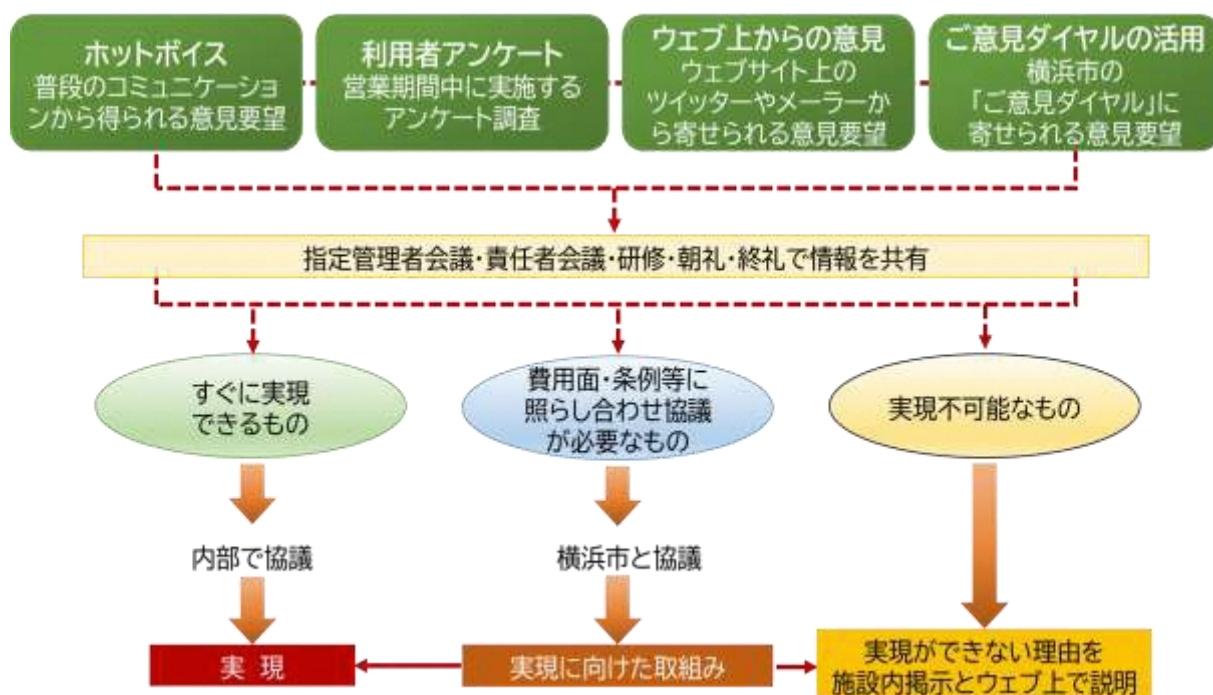 ホットボイス
普段のコミュニケーショ
ンから得られる意見要望
利用者アンケート
営業期間中に実施する
アンケート調査
ウェブ上からの意見
ウェブサイト上の
ツイッターやメーラーか
ら寄せられる意見要望
ご意見ダイヤルの活用
横浜市の
「ご意見ダイヤル」に
寄せられる意見要望
指定管理者会議・責任者会議・研修・朝礼・終礼で情報を共有
すぐに実現
できるもの
費用面・条例等に
照らし合わせ協議
が必要なもの
実現不可能なもの
内部で協議
横浜市と協議
実 現
実現に向けた取組み
実現ができない理由を
施設内掲示とウェブ上で説明